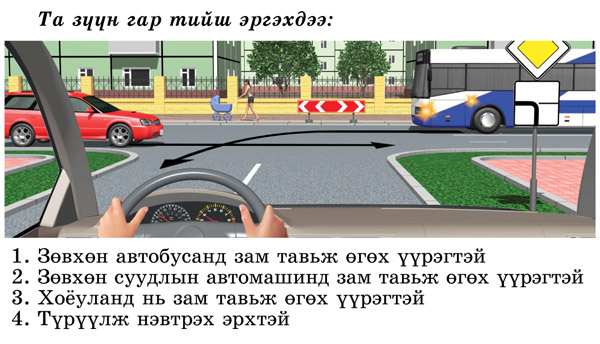 Та зүүн гар тийш эргэхдээ:
1. Зөвхөн автобусанд зам тавьж өгөх үүрэгтэй
2. Зөвхөн суудлын автомашинд зам тавьж өгөх үүрэгтэй
3. Хоёуланд нь зам тавьж өгөх үүрэгтэй
4. Түрүүлж нэвтрэх эрхтэй